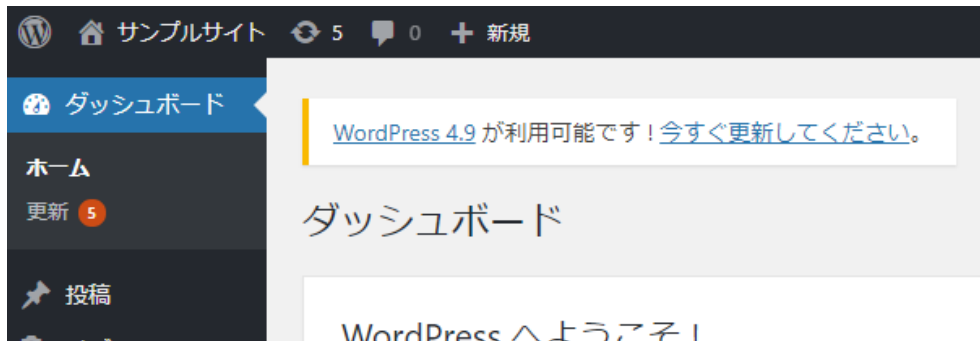 サンプルサイト 5 0 新規
ダッシュボード
WordPress 4.9 が利用可能です ! 今すぐ更新してください。
ホーム
更新 5
ダッシュボード
投稿
WordPress へようこそ !